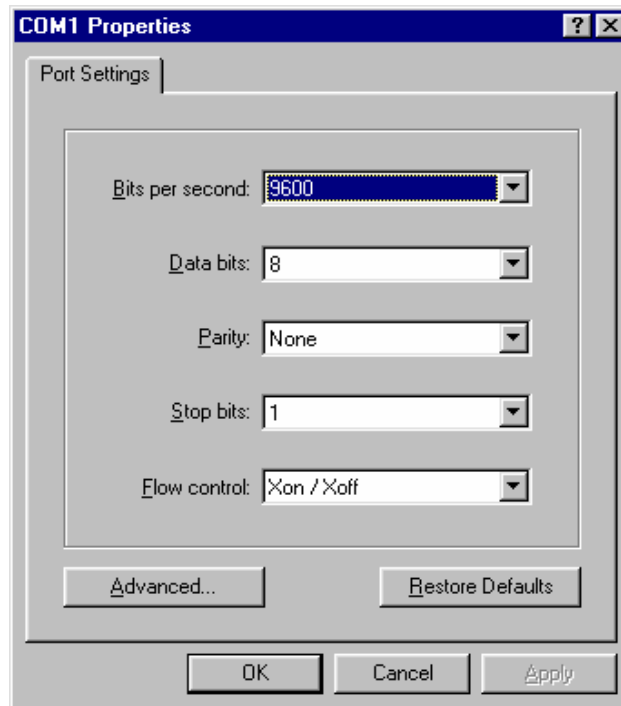 COM1 Properties
Port Settings
Bits per second: 9600
Data bits: 8
Parity: None
Stop bits: 1
Flow control: Xon / Xoff
Advanced... Restore Defaults
OK Cancel Apply